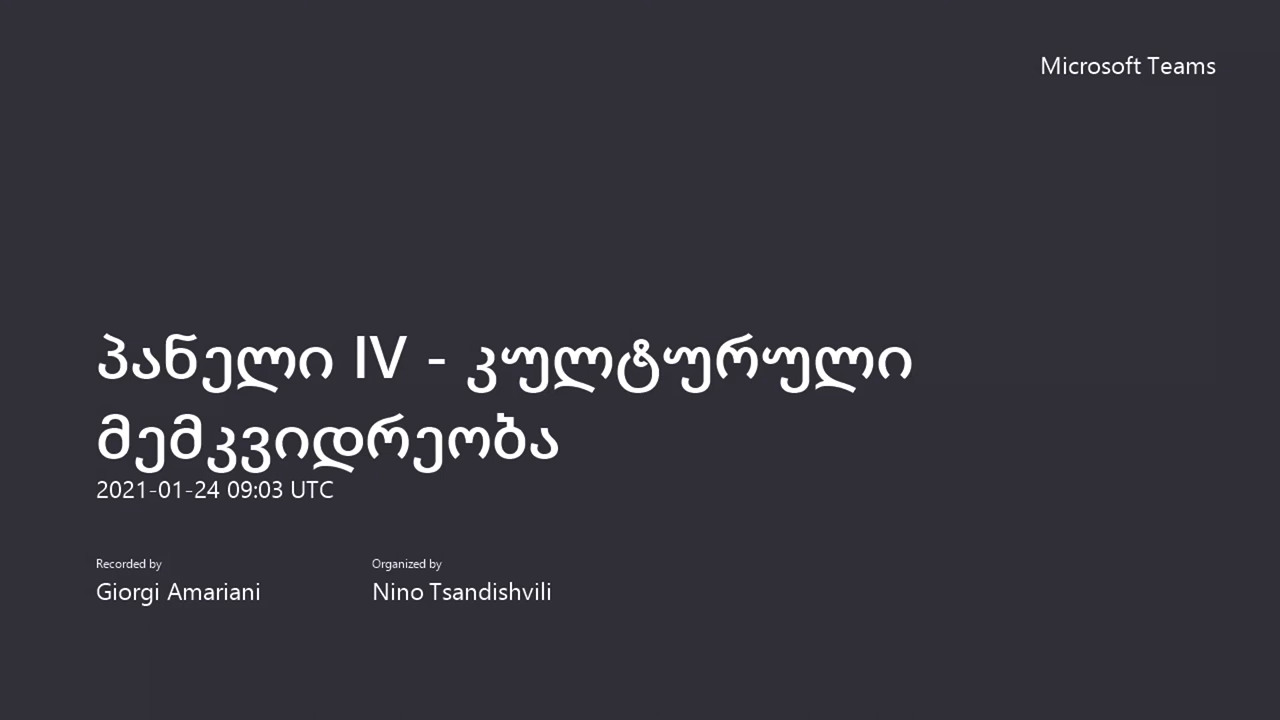 Microsoft Teams
პანელი IV - კულტურული
მემკვიდრეობა
2021-01-24 09:03 UTC
Recorded by
Giorgi Amariani
Organized by
Nino Tsandishvili